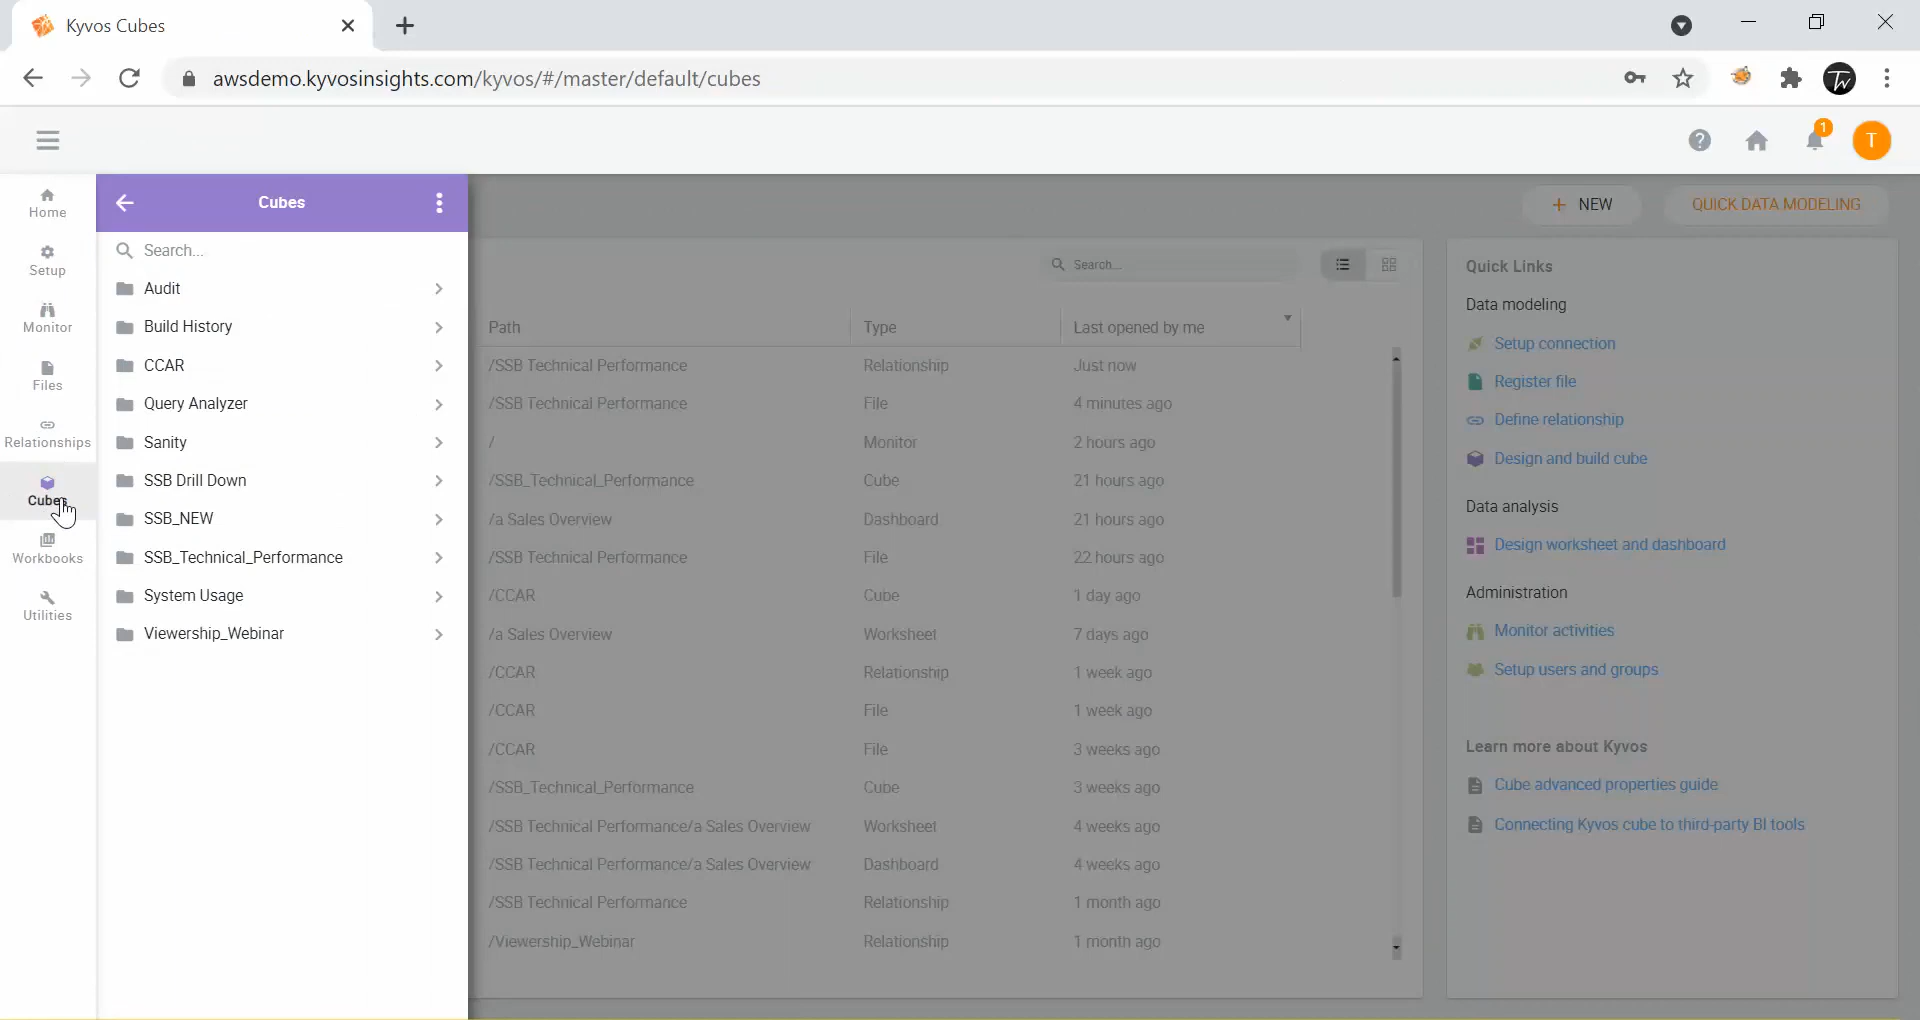 Kyvos Cubes
awsdemo.kyvosinsights.com/kyvos/#/master/default/cubes
TW
1
T
Home
Setup
Monitor
Files
Relationships
Cubes
Workbooks
Utilities
Cubes
Search...
Audit
Build History
CCAR
Query Analyzer
Sanity
SSB Drill Down
SSB_NEW
SSB_Technical_Performance
System Usage
Viewership_Webinar
NEW
QUICK DATA MODELING
Search...
Path Type Last opened by me
/SSB Technical Performance Relationship Just now
/SSB Technical Performance File 4 minutes ago
/ Monitor 2 hours ago
/SSB_Technical_Performance Cube 21 hours ago
/a Sales Overview Dashboard 21 hours ago
/SSB Technical Performance File 22 hours ago
/CCAR Cube 1 day ago
/a Sales Overview Worksheet 7 days ago
/CCAR Relationship 1 week ago
/CCAR File 1 week ago
/CCAR File 3 weeks ago
/SSB_Technical_Performance Cube 3 weeks ago
/SSB Technical Performance/a Sales Overview Worksheet 4 weeks ago
/SSB Technical Performance/a Sales Overview Dashboard 4 weeks ago
/SSB Technical Performance Relationship 1 month ago
/Viewership_Webinar Relationship 1 month ago
Quick Links
Data modeling
Setup connection
Register file
Define relationship
Design and build cube
Data analysis
Design worksheet and dashboard
Administration
Monitor activities
Setup users and groups
Learn more about Kyvos
Cube advanced properties guide
Connecting Kyvos cube to third-party BI tools